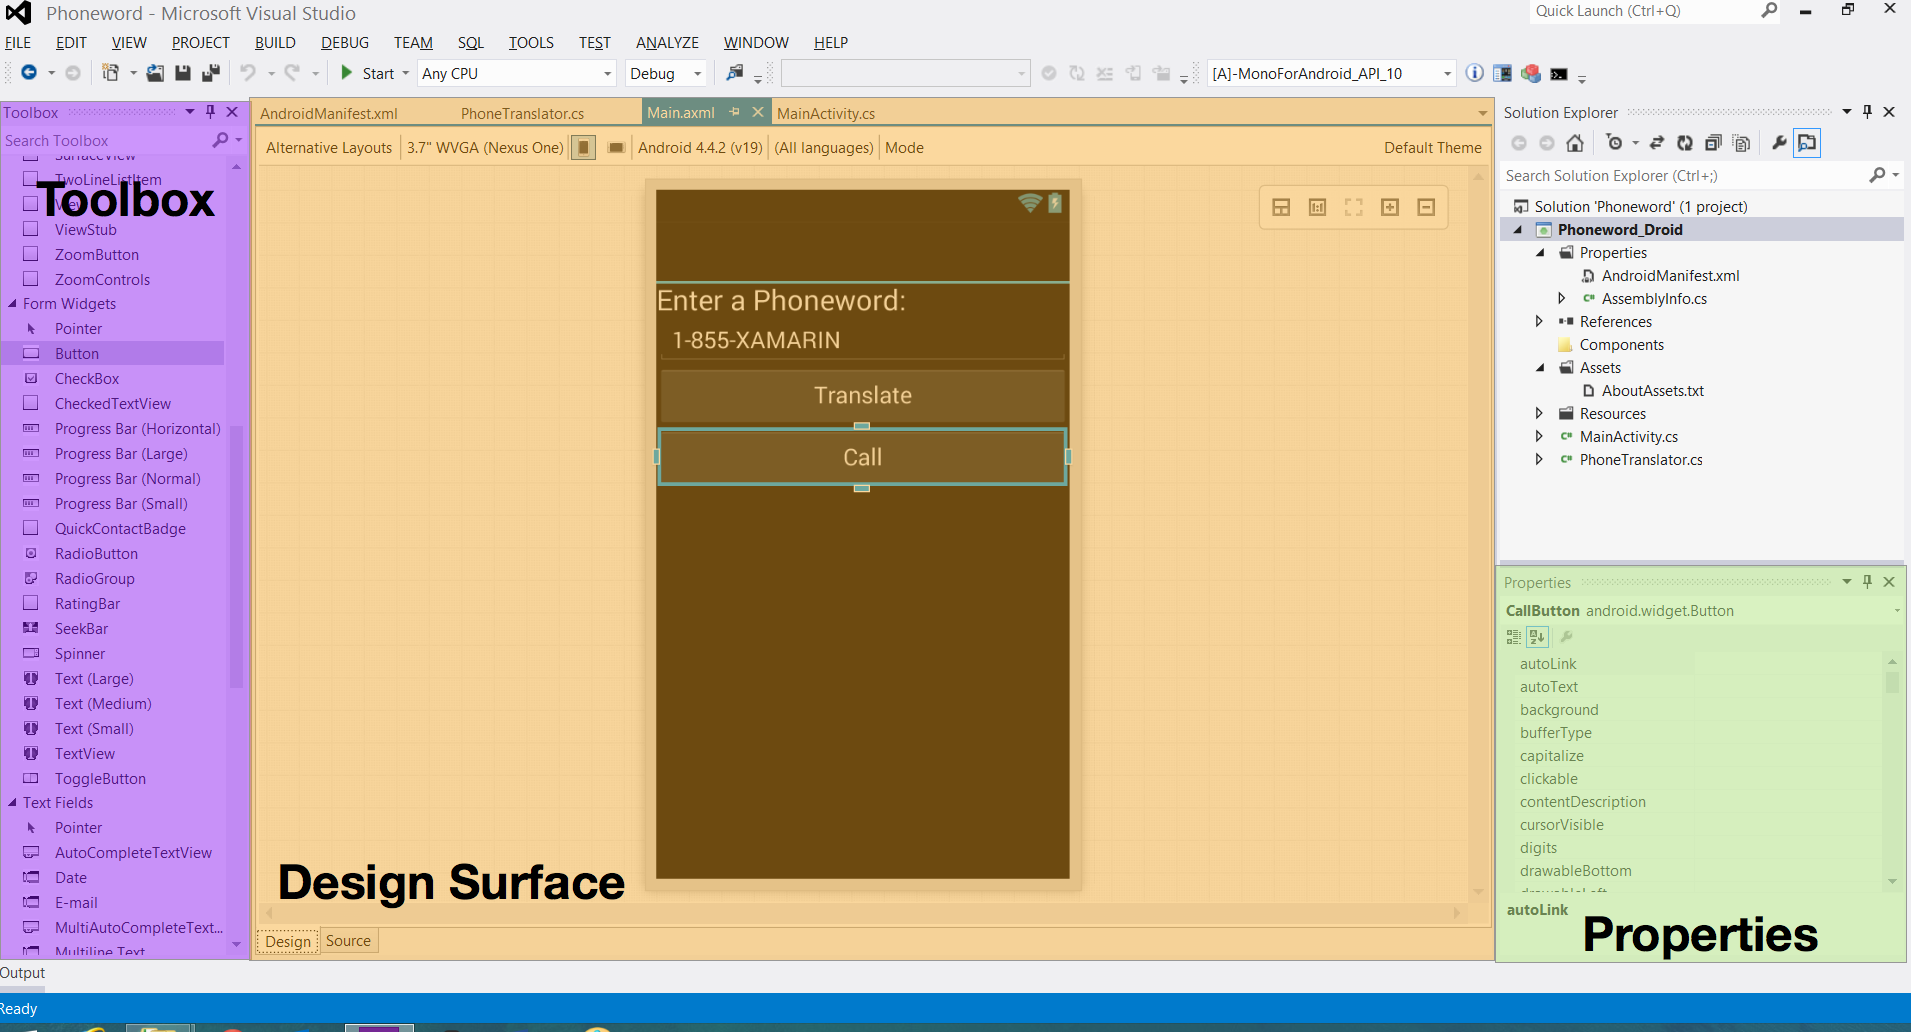 Phoneword - Microsoft Visual Studio
Quick Launch (Ctrl+Q)
FILE EDIT VIEW PROJECT BUILD DEBUG TEAM SQL TOOLS TEST ANALYZE WINDOW HELP
Start Any CPU Debug [A]-MonoForAndroid_API_10
Toolbox
Search Toolbox
SurfaceView
TwoLineListItem
Toolbox
View
ViewStub
ZoomButton
ZoomControls
Form Widgets
Pointer
Button
CheckBox
CheckedTextView
Progress Bar (Horizontal)
Progress Bar (Large)
Progress Bar (Normal)
Progress Bar (Small)
QuickContactBadge
RadioButton
RadioGroup
RatingBar
SeekBar
Spinner
Text (Large)
Text (Medium)
Text (Small)
TextView
ToggleButton
Text Fields
Pointer
AutoCompleteTextView
Date
E-mail
MultiAutoCompleteText...
Multiline Text
AndroidManifest.xml PhoneTranslator.cs Main.axml MainActivity.cs
Alternative Layouts 3.7" WVGA (Nexus One) Android 4.4.2 (v19) (All languages) Mode Default Theme
1:1
Enter a Phoneword:
1-855-XAMARIN
Translate
Call
Design Surface
Design Source
Solution Explorer
Search Solution Explorer (Ctrl+;)
Solution 'Phoneword' (1 project)
Phoneword_Droid
Properties
AndroidManifest.xml
C# AssemblyInfo.cs
References
Components
Assets
AboutAssets.txt
Resources
C# MainActivity.cs
C# PhoneTranslator.cs
Properties
CallButton android.widget.Button
autoLink
autoText
background
bufferType
capitalize
clickable
contentDescription
cursorVisible
digits
drawableBottom
drawableLeft
autoLink
Properties
Output
Ready